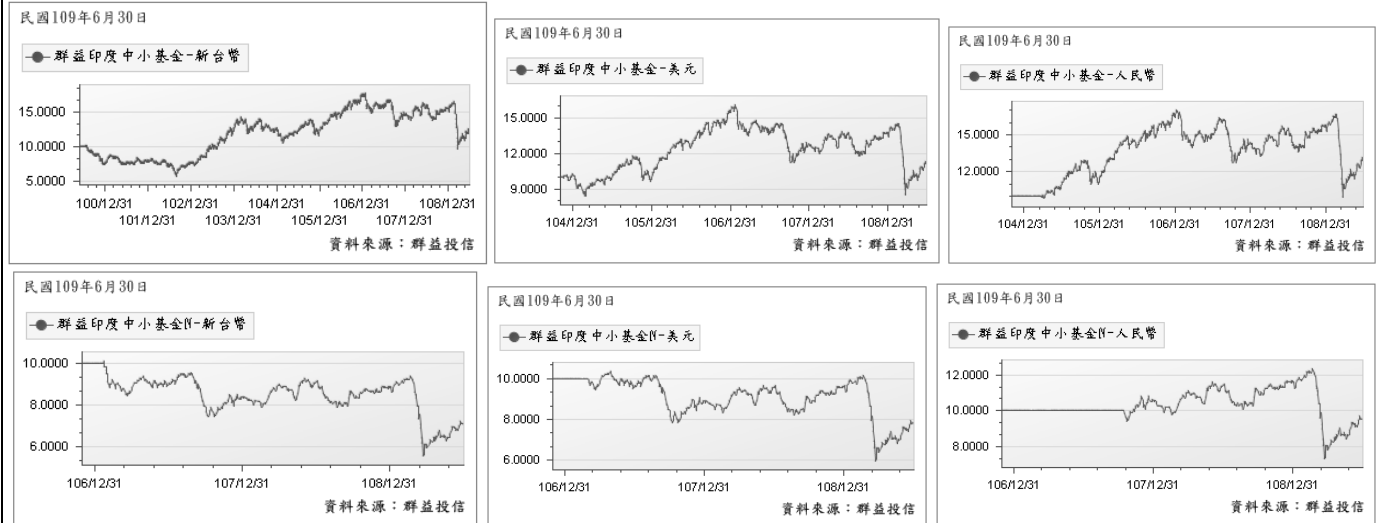 民國109年6月30日
群益印度中小基金-新台幣
15.0000
10.0000
5.0000
100/12/31 102/12/31 104/12/31 106/12/31 108/12/31
101/12/31 103/12/31 105/12/31 107/12/31
資料來源：群益投信
民國109年6月30日
群益印度中小基金-美元
15.0000
12.0000
9.0000
104/12/31 105/12/31 106/12/31 107/12/31 108/12/31
資料來源：群益投信
民國109年6月30日
群益印度中小基金-人民幣
15.0000
12.0000
104/12/31 105/12/31 106/12/31 107/12/31 108/12/31
資料來源：群益投信
民國109年6月30日
群益印度中小基金N-新台幣
10.0000
8.0000
6.0000
106/12/31 107/12/31 108/12/31
資料來源：群益投信
民國109年6月30日
群益印度中小基金N-美元
10.0000
8.0000
6.0000
106/12/31 107/12/31 108/12/31
資料來源：群益投信
民國109年6月30日
群益印度中小基金N-人民幣
12.0000
10.0000
8.0000
106/12/31 107/12/31 108/12/31
資料來源：群益投信